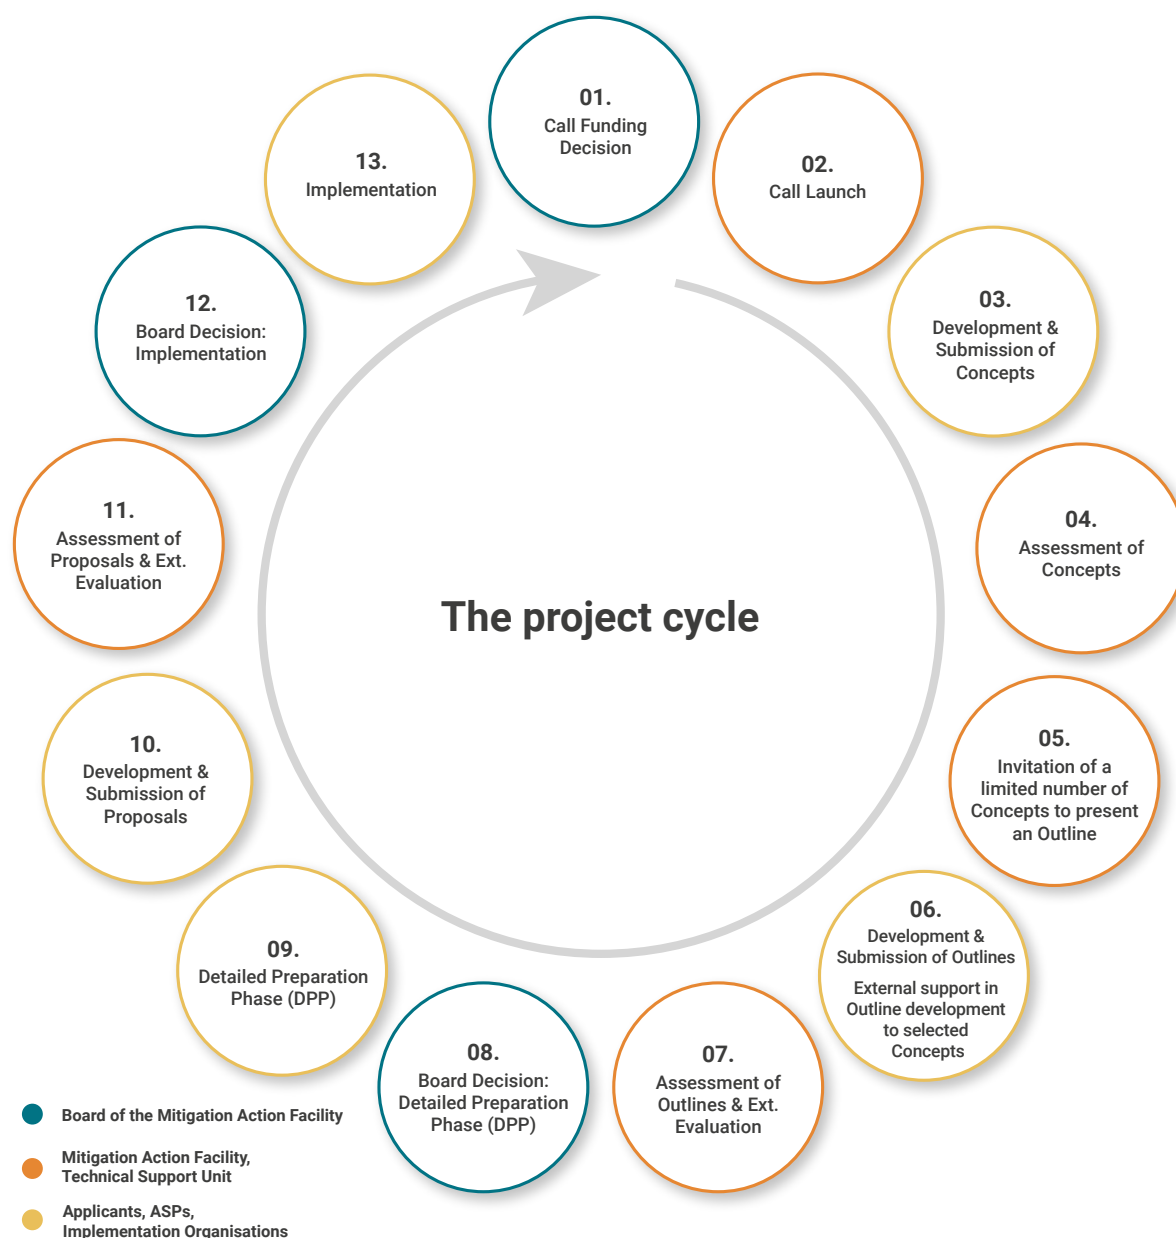 01.
Call Funding
Decision
02.
Call Launch
03.
Development &
Submission of
Concepts
04.
Assessment of
Concepts
05.
Invitation of a
limited number of
Concepts to present
an Outline
06.
Development &
Submission of Outlines
External support in
Outline development
to selected
Concepts
07.
Assessment of
Outlines & Ext.
Evaluation
08.
Board Decision:
Detailed Preparation
Phase (DPP)
09.
Detailed Preparation
Phase (DPP)
10.
Development &
Submission of
Proposals
11.
Assessment of
Proposals & Ext.
Evaluation
12.
Board Decision:
Implementation
13.
Implementation
The project cycle
Board of the Mitigation Action Facility
Mitigation Action Facility,
Technical Support Unit
Applicants, ASPs,
Implementation Organisations